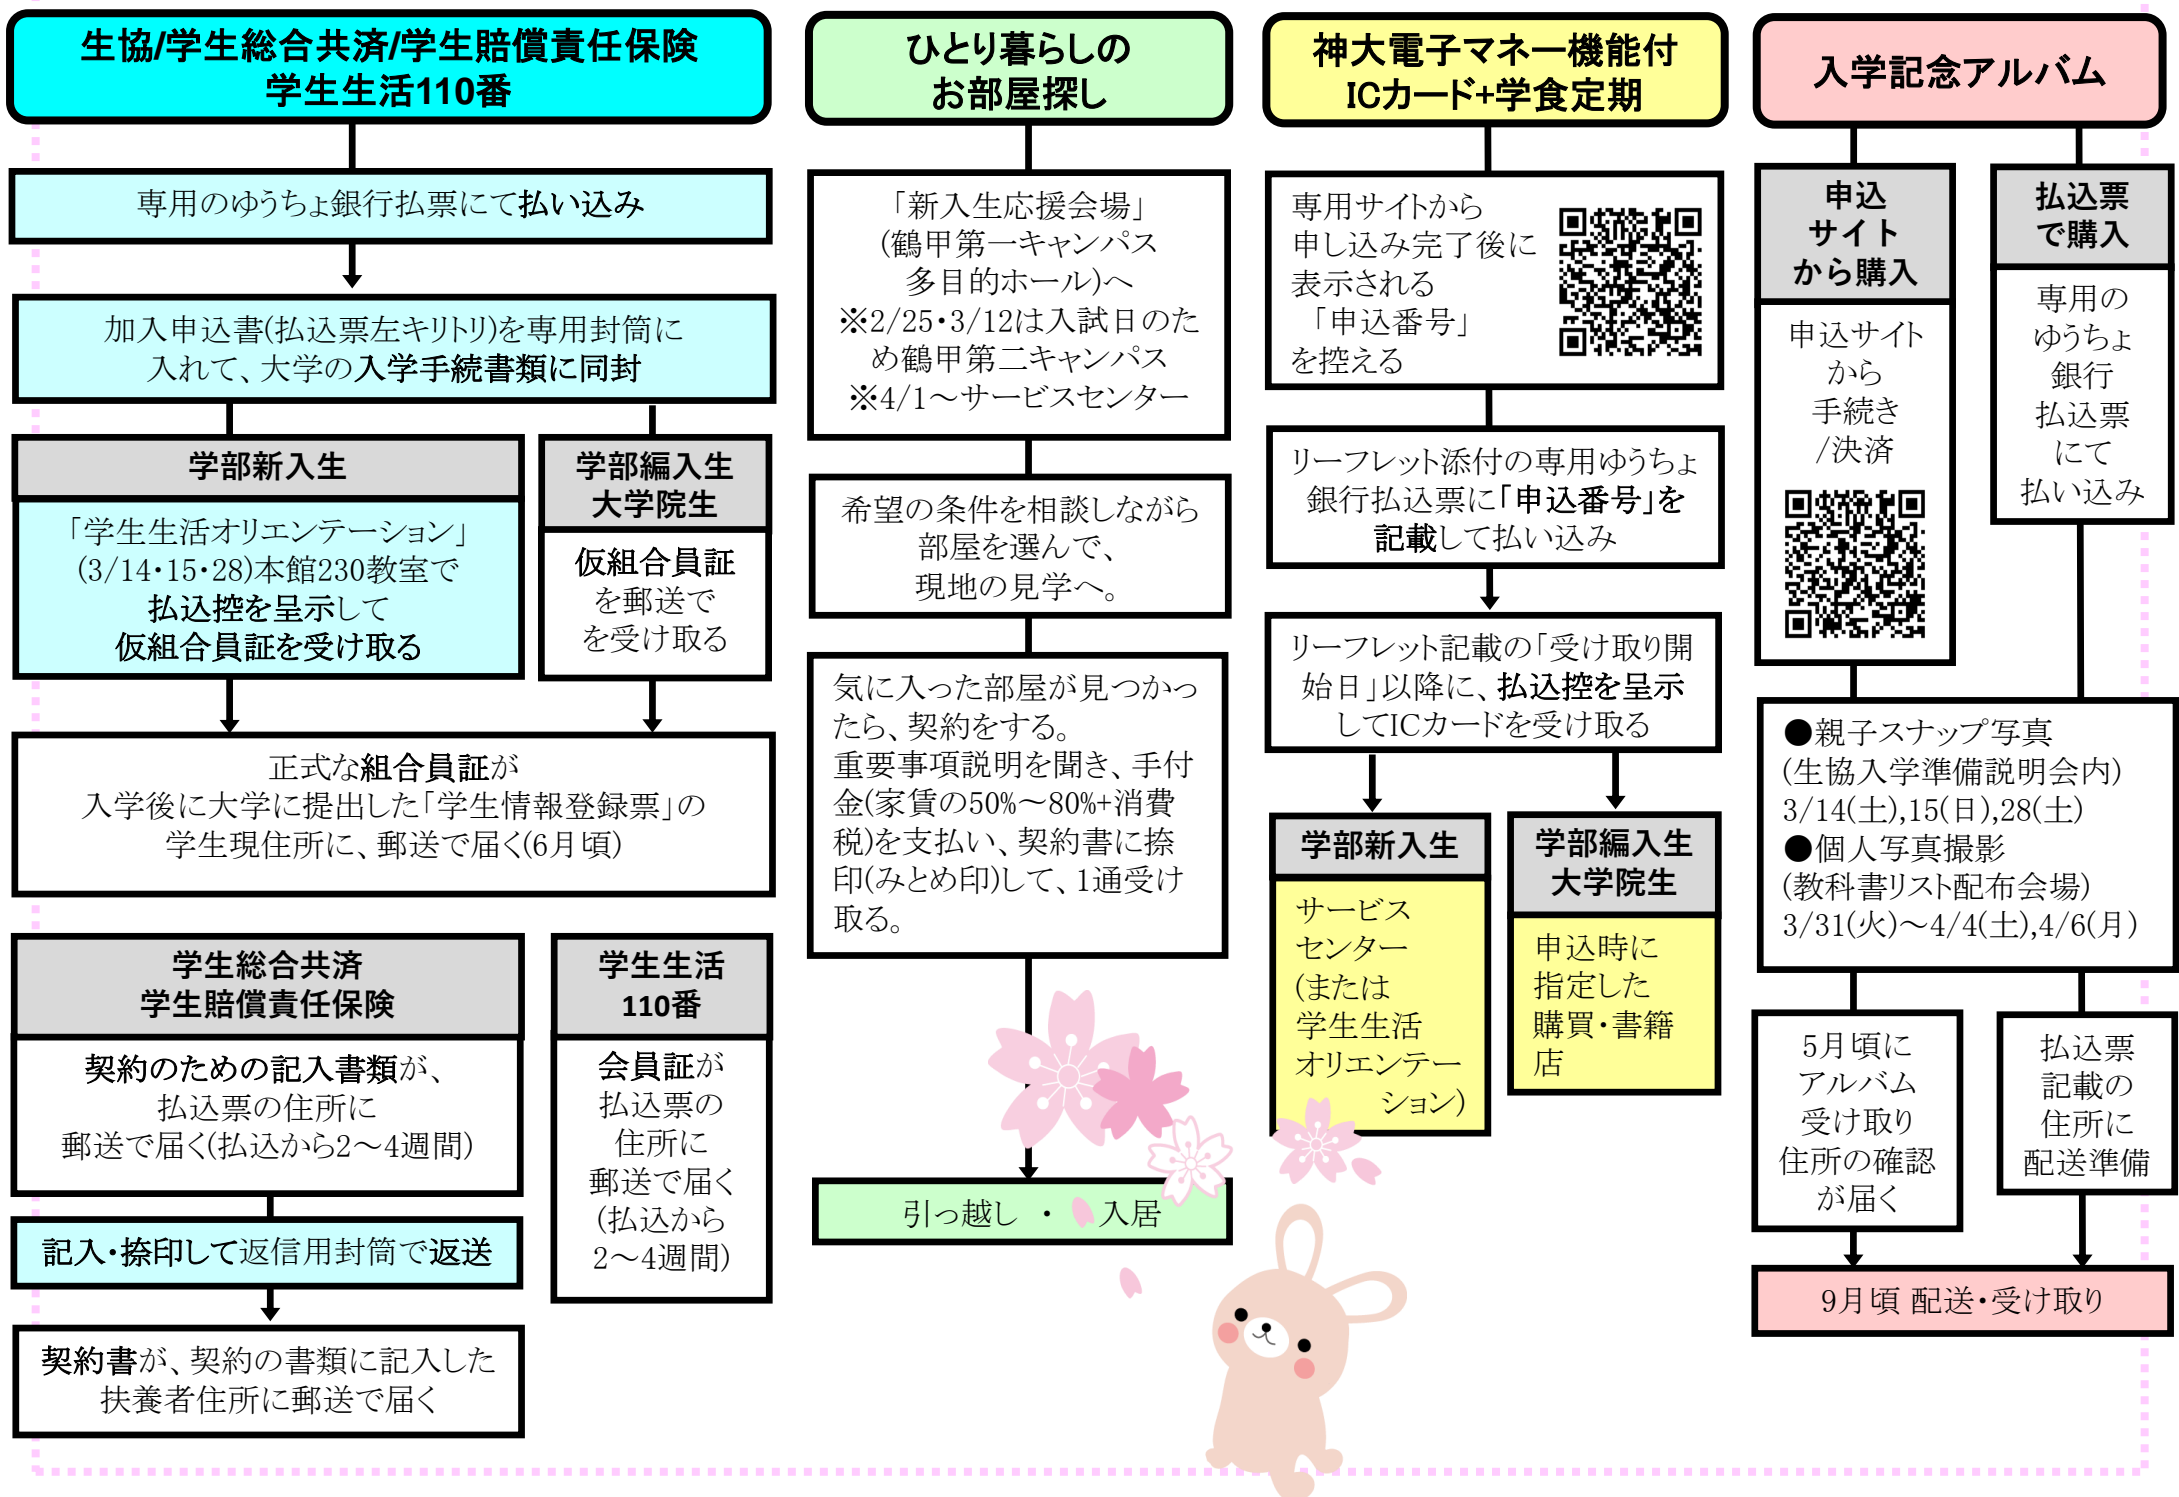 生協/学生総合共済/学生賠償責任保険
学生生活110番
専用のゆうちょ銀行払票にて払い込み
加入申込書(払込票左キリトリ)を専用封筒に
入れて、大学の入学手続書類に同封
学部新入生
「学生生活オリエンテーション」
(3/14・15・28)本館230教室で
払込控を呈示して
仮組合員証を受け取る
学部編入生
大学院生
仮組合員証
を郵送で
を受け取る
正式な組合員証が
入学後に大学に提出した「学生情報登録票」の
学生現住所に、郵送で届く(6月頃)
学生総合共済
学生賠償責任保険
契約のための記入書類が、
払込票の住所に
郵送で届く(払込から2～4週間)
記入・捺印して返信用封筒で返送
契約書が、契約の書類に記入した
扶養者住所に郵送で届く
学生生活
110番
会員証が
払込票の
住所に
郵送で届く
(払込から
2～4週間)
ひとり暮らしの
お部屋探し
「新入生応援会場」
(鶴甲第一キャンパス
多目的ホール)へ
※2/25・3/12は入試日のた
め鶴甲第二キャンパス
※4/1～サービスセンター
希望の条件を相談しながら
部屋を選んで、
現地の見学へ。
気に入った部屋が見つかっ
たら、契約をする。
重要事項説明を聞き、手付
金(家賃の50%～80%+消費
税)を支払い、契約書に捺
印(みとめ印)して、1通受け
取る。
引っ越し ・ 入居
神大電子マネー機能付
ICカード+学食定期
専用サイトから
申し込み完了後に
表示される
「申込番号」
を控える
リーフレット添付の専用ゆうちょ
銀行払込票に「申込番号」を
記載して払い込み
リーフレット記載の「受け取り開
始日」以降に、払込控を呈示
してICカードを受け取る
学部新入生
サービス
センター
(または
学生生活
オリエンテー
ション)
学部編入生
大学院生
申込時に
指定した
購買・書籍
店
入学記念アルバム
申込
サイト
から購入
申込サイト
から
手続き
/決済
払込票
で購入
専用の
ゆうちょ
銀行
払込票
にて
払い込み
●親子スナップ写真
(生協入学準備説明会内)
3/14(土),15(日),28(土)
●個人写真撮影
(教科書リスト配布会場)
3/31(火)～4/4(土),4/6(月)
5月頃に
アルバム
受け取り
住所の確認
が届く
払込票
記載の
住所に
配送準備
9月頃 配送・受け取り